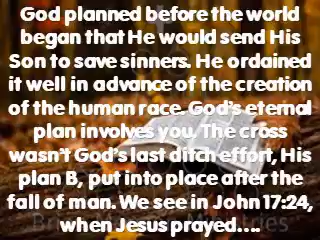 God planned before the world
began that He would send His
Son to save sinners. He ordained
it well in advance of the creation
of the human race. God's eternal
plan involves you. The cross
wasn't God's last ditch effort, His
plan B, put into place after the
fall of man. We see in John 17:24,
when Jesus prayed….